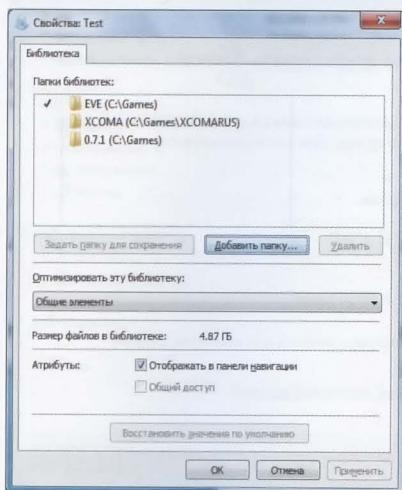 Свойства: Test
Библиотека
Папки библиотек:
✓ EVE (C:\Games)
XCOMA (C:\Games\XCOMARUS)
0.7.1 (C:\Games)
Задать папку для сохранения Добавить папку... Удалить
Оптимизировать эту библиотеку:
Общие элементы
Размер файлов в библиотеке: 4.87 ГБ
Атрибуты: Отображать в панели навигации
Общий доступ
Восстановить значения по умолчанию
ОК Отмена Применить